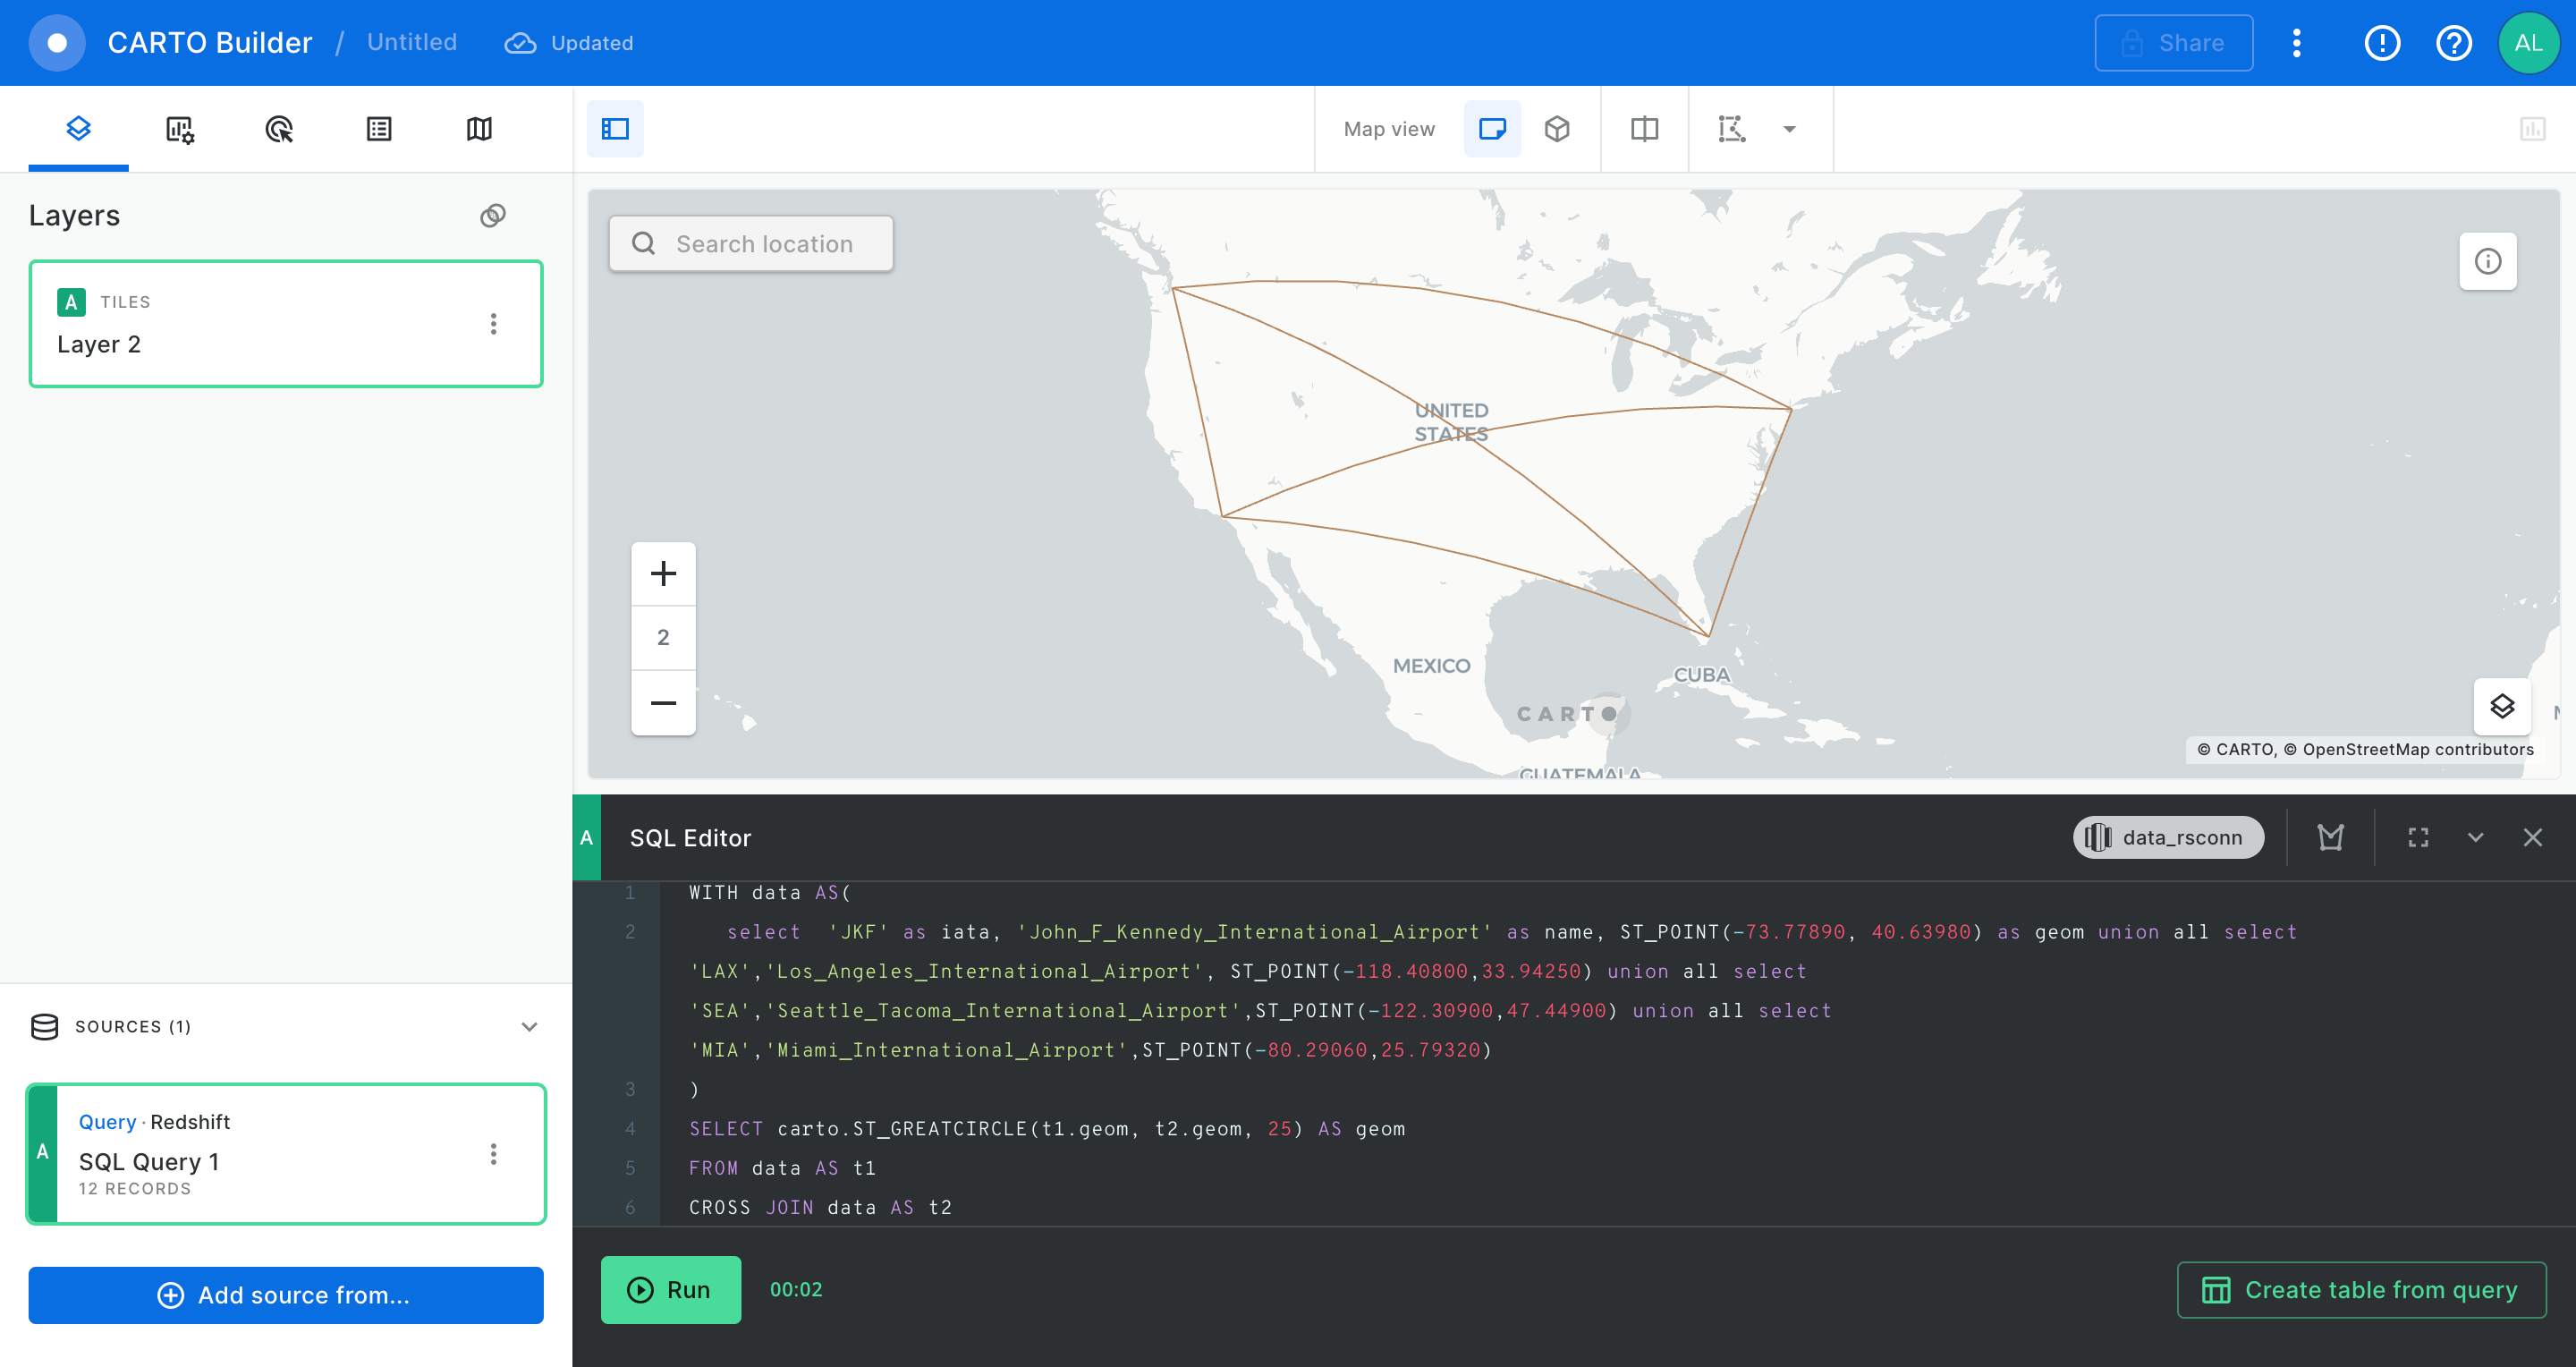 CARTO Builder / Untitled Updated Share AL
Map view
Layers
A TILES
Layer 2
Search location
UNITED
STATES
2
MEXICO
CUBA
CARTO
GUATEMALA
© CARTO, © OpenStreetMap contributors
A SQL Editor data_rsconn
1 WITH data AS(
2 select 'JKF' as iata, 'John_F_Kennedy_International_Airport' as name, ST_POINT(-73.77890, 40.63980) as geom union all select
'LAX','Los_Angeles_International_Airport', ST_POINT(-118.40800,33.94250) union all select
'SEA','Seattle_Tacoma_International_Airport',ST_POINT(-122.30900,47.44900) union all select
'MIA','Miami_International_Airport',ST_POINT(-80.29060,25.79320)
3 )
4 SELECT carto.ST_GREATCIRCLE(t1.geom, t2.geom, 25) AS geom
5 FROM data AS t1
6 CROSS JOIN data AS t2
SOURCES (1)
A
Query · Redshift
SQL Query 1
12 RECORDS
Add source from...
Run 00:02
Create table from query